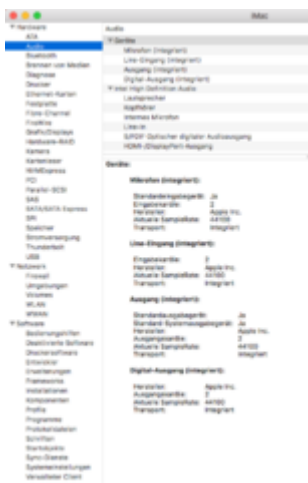 iMac
Hardware
ATA
Audio
Bluetooth
Brennen von Medien
Diagnose
Drucker
Ethernet-Karten
Festplatte
Fibre-Channel
FireWire
Grafik/Displays
Hardware-RAID
Kamera
Kartenleser
NVMExpress
PCI
Parallel-SCSI
SAS
SATA/SATA Express
SPI
Speicher
Stromversorgung
Thunderbolt
USB
Netzwerk
Firewall
Umgebungen
Volumes
WLAN
WWAN
Software
Bedienungshilfen
Deaktivierte Software
Druckersoftware
Entwickler
Erweiterungen
Frameworks
Installationen
Komponenten
Profile
Programme
Protokolldateien
Schriften
Startobjekte
Sync-Dienste
Systemeinstellungen
Verwalteter Client
Audio
Geräte
Mikrofon (integriert)
Line-Eingang (integriert)
Ausgang (integriert)
Digital-Ausgang (integriert)
Intel High Definition Audio
Lautsprecher
Kopfhörer
Internes Mikrofon
Line-In
S/PDIF Optischer digitaler Audioausgang
HDMI-/DisplayPort-Ausgang
Geräte:
Mikrofon (integriert):
Standardeingabegerät: Ja
Eingabekanäle: 2
Hersteller: Apple Inc.
Aktuelle SampleRate: 44100
Transport: Integriert
Line-Eingang (integriert):
Eingabekanäle: 2
Hersteller: Apple Inc.
Aktuelle SampleRate: 44100
Transport: Integriert
Ausgang (integriert):
Standardausgabegerät: Ja
Standard-Systemausgabegerät: Ja
Hersteller: Apple Inc.
Ausgangskanäle: 2
Aktuelle SampleRate: 44100
Transport: Integriert
Digital-Ausgang (integriert):
Hersteller: Apple Inc.
Ausgangskanäle: 2
Aktuelle SampleRate: 44100
Transport: Integriert